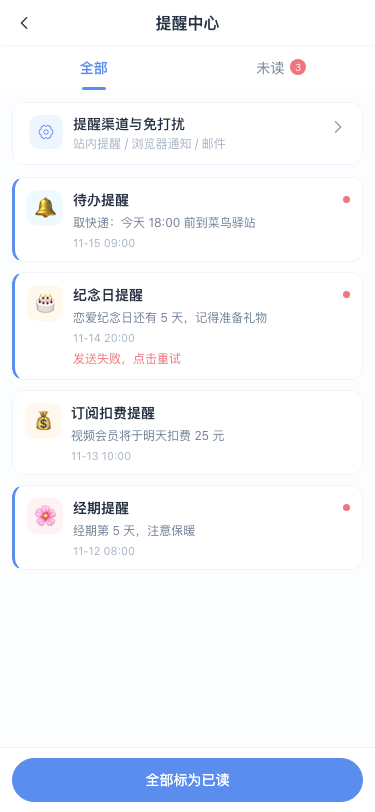 提醒中心
全部
未读 3
提醒渠道与免打扰
站内提醒 / 浏览器通知 / 邮件
待办提醒
取快递：今天 18:00 前到菜鸟驿站
11-15 09:00
纪念日提醒
恋爱纪念日还有 5 天，记得准备礼物
11-14 20:00
发送失败，点击重试
订阅扣费提醒
视频会员将于明天扣费 25 元
11-13 10:00
经期提醒
经期第 5 天，注意保暖
11-12 08:00
全部标为已读